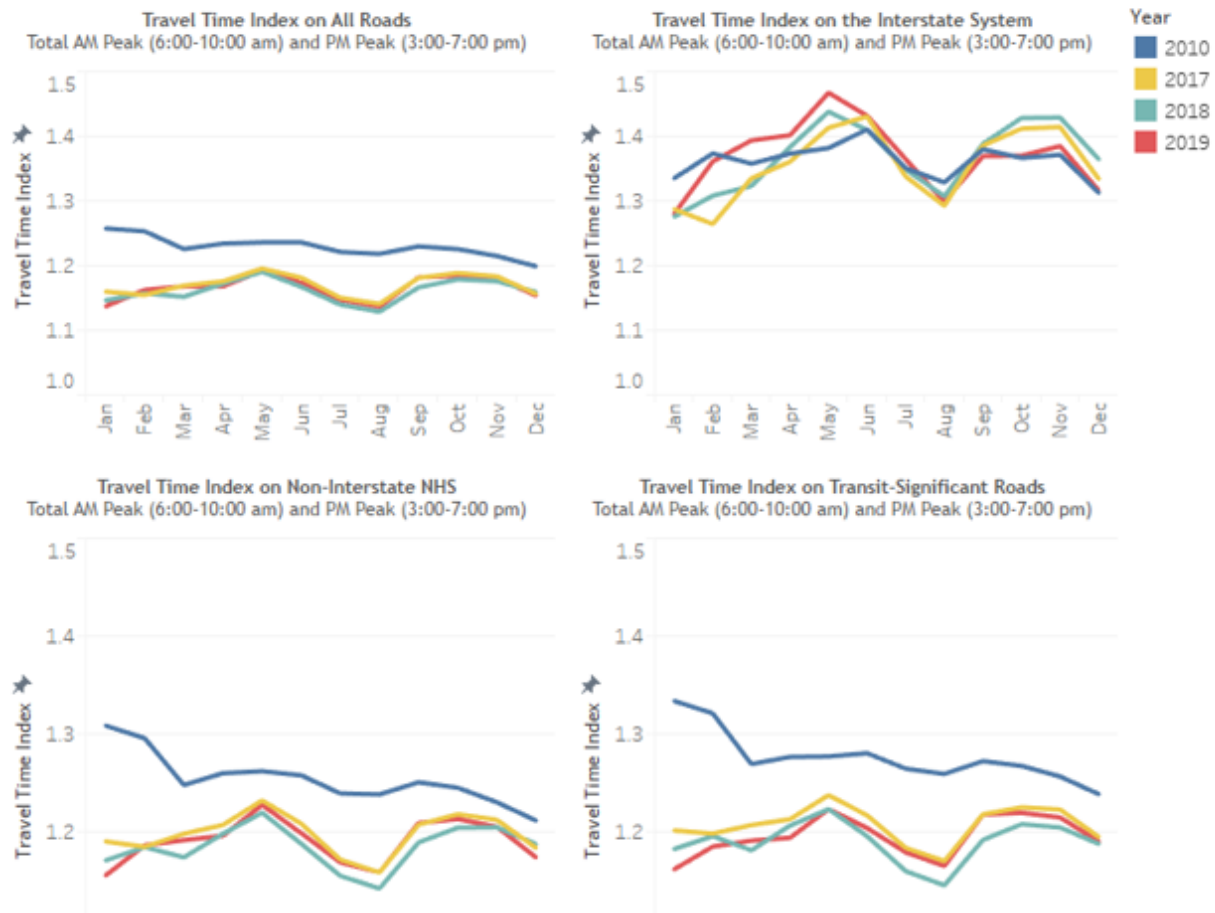 Travel Time Index on All Roads
Total AM Peak (6:00-10:00 am) and PM Peak (3:00-7:00 pm)
Travel Time Index
1.5
1.4
1.3
1.2
1.1
1.0
Jan Feb Mar Apr May Jun Jul Aug Sep Oct Nov Dec
Travel Time Index on the Interstate System
Total AM Peak (6:00-10:00 am) and PM Peak (3:00-7:00 pm)
Travel Time Index
1.5
1.4
1.3
1.2
1.1
1.0
Jan Feb Mar Apr May Jun Jul Aug Sep Oct Nov Dec
Year
2010
2017
2018
2019
Travel Time Index on Non-Interstate NHS
Total AM Peak (6:00-10:00 am) and PM Peak (3:00-7:00 pm)
Travel Time Index
1.5
1.4
1.3
1.2
Travel Time Index on Transit-Significant Roads
Total AM Peak (6:00-10:00 am) and PM Peak (3:00-7:00 pm)
Travel Time Index
1.5
1.4
1.3
1.2